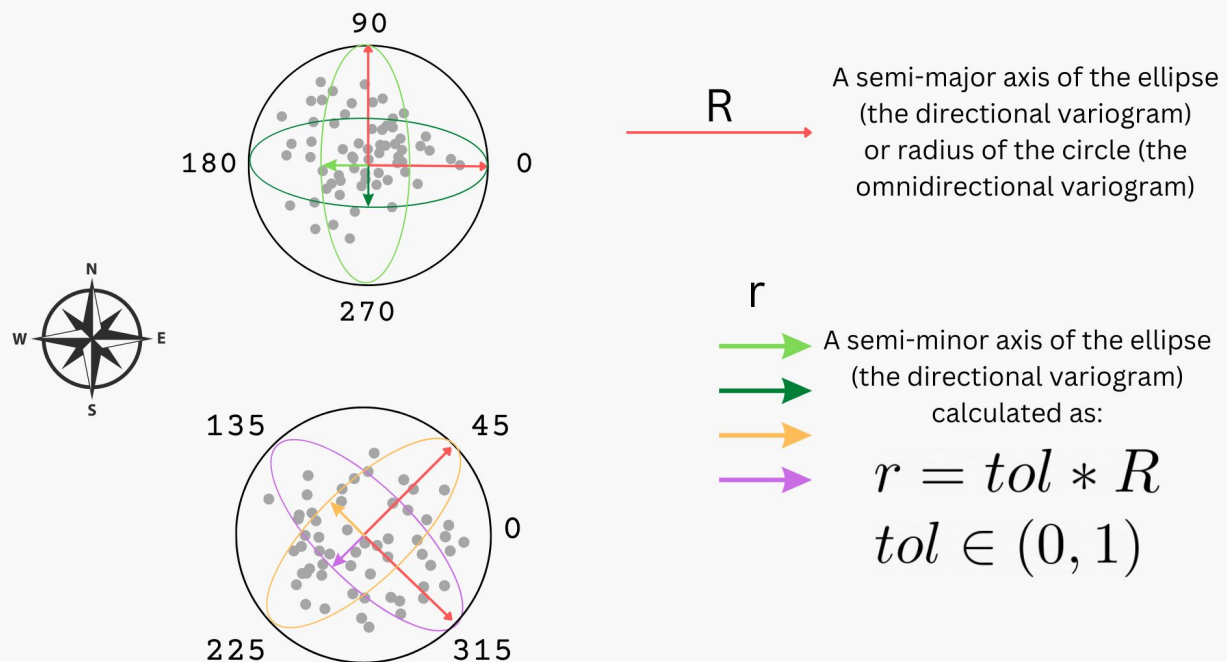 90
180
0
270
R
A semi-major axis of the ellipse
(the directional variogram)
or radius of the circle (the
omnidirectional variogram)
N
W
E
S
r
A semi-minor axis of the ellipse
(the directional variogram)
calculated as:
r = tol * R
tol ∈ (0, 1)
135
45
0
225
315